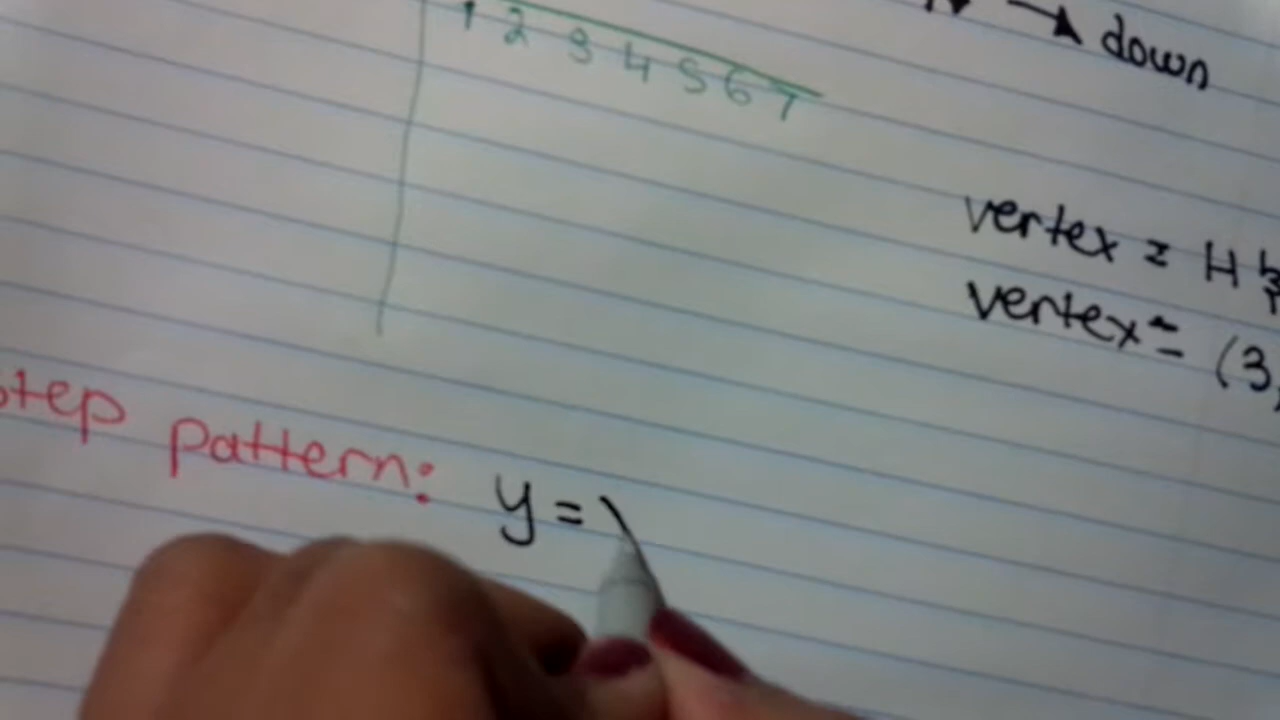 1 2 3 4 5 6 7
down
vertex = H
vertex = (3,
step pattern: y =